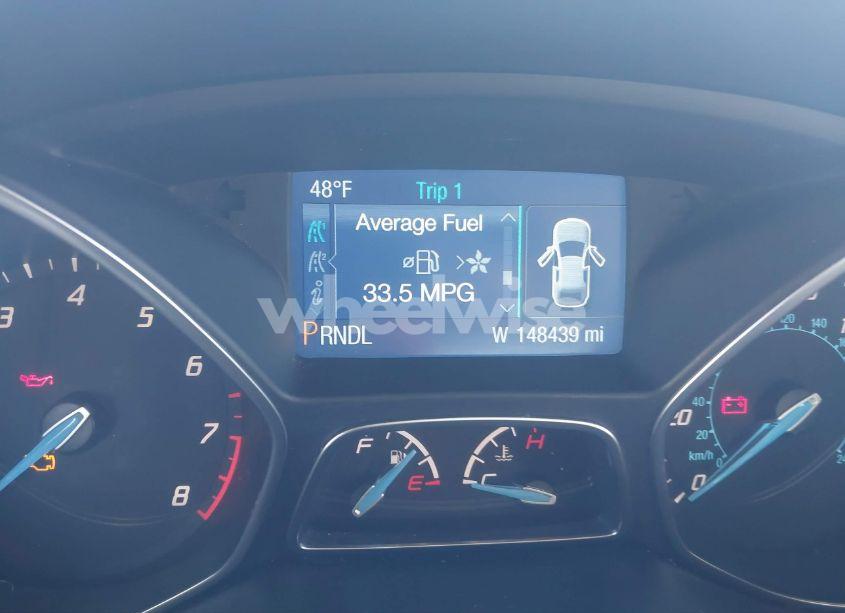 48°F Trip 1
Average Fuel
33.5 MPG
PRNDL W 148439 mi
wheelwise
3 4 5 6 7 8
F E
H C
0 20 40 120 140
km/h
0